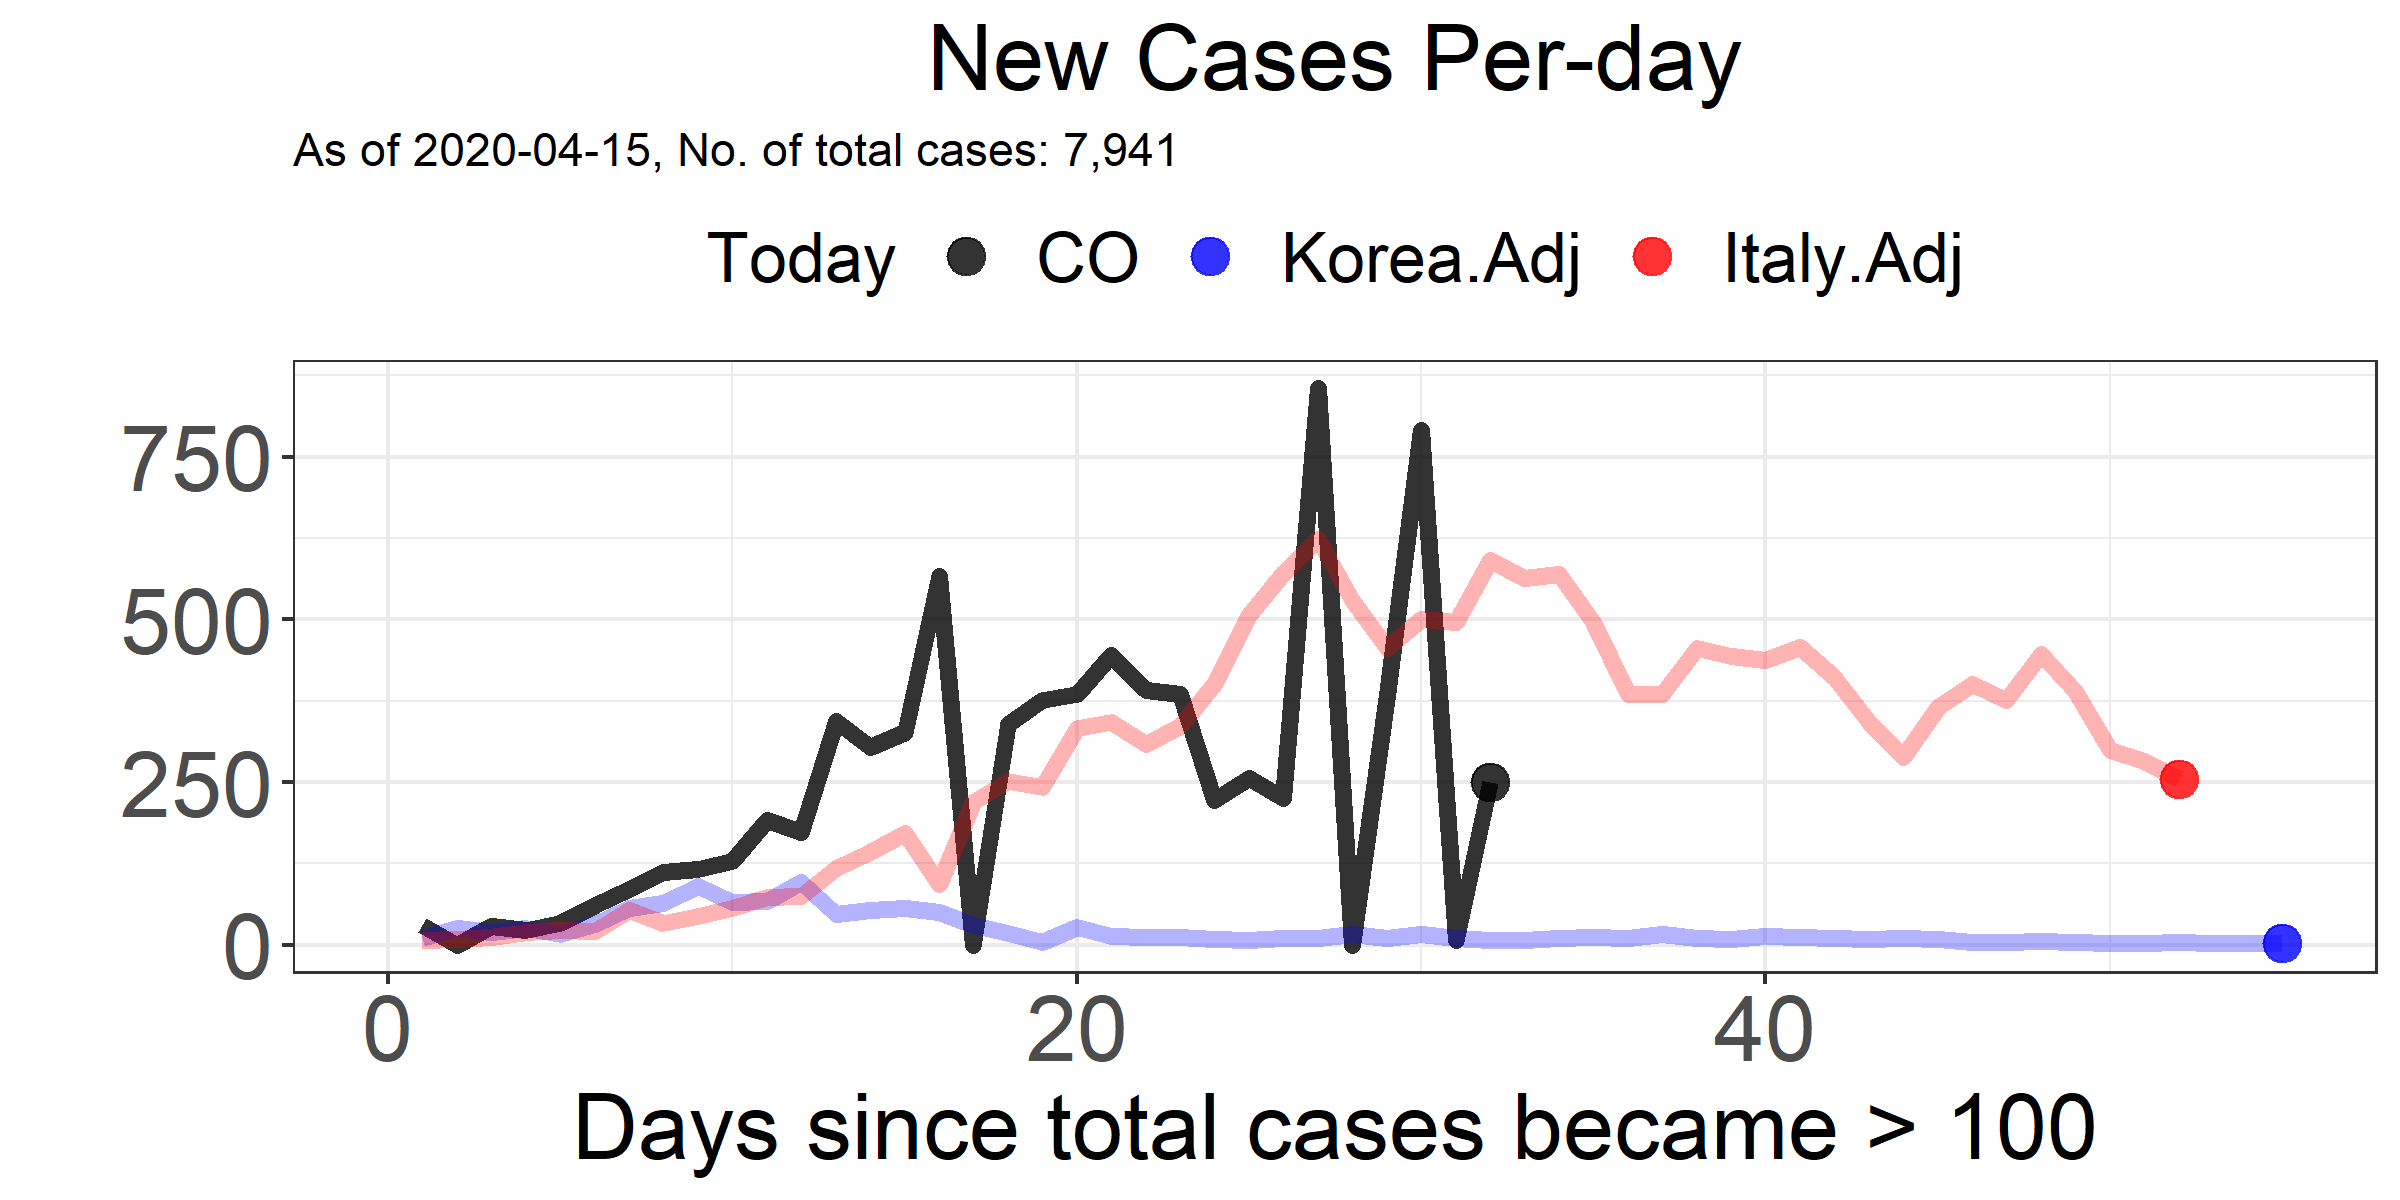 New Cases Per-day
As of 2020-04-15, No. of total cases: 7,941
Today CO Korea.Adj Italy.Adj
750
500
250
0
0 20 40
Days since total cases became > 100